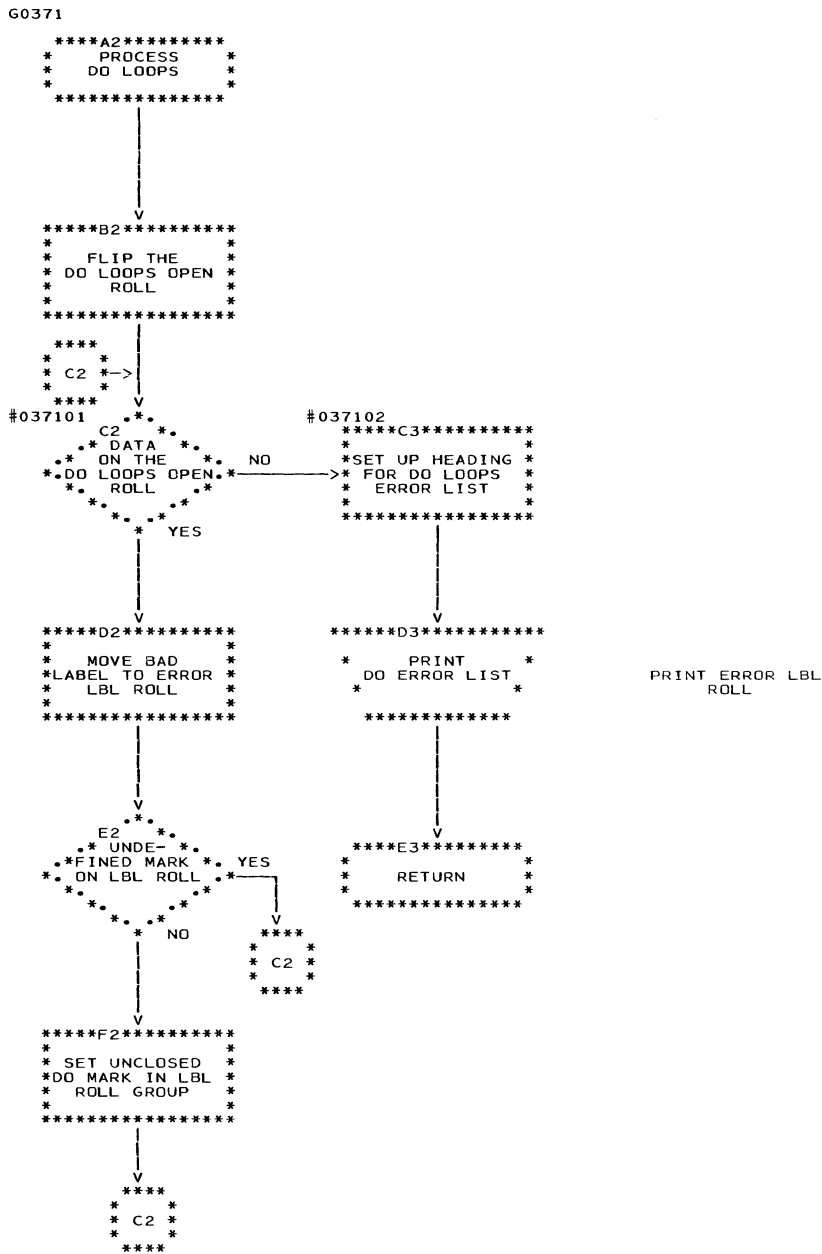 G0371
A2
PROCESS
DO LOOPS
B2
FLIP THE
DO LOOPS OPEN
ROLL
C2
#037101
C2
DATA
ON THE
DO LOOPS OPEN
ROLL
NO
YES
#037102
C3
SET UP HEADING
FOR DO LOOPS
ERROR LIST
D2
MOVE BAD
LABEL TO ERROR
LBL ROLL
D3
PRINT
DO ERROR LIST
PRINT ERROR LBL
ROLL
E2
UNDE-
FINED MARK
ON LBL ROLL
YES
NO
C2
E3
RETURN
F2
SET UNCLOSED
DO MARK IN LBL
ROLL GROUP
C2